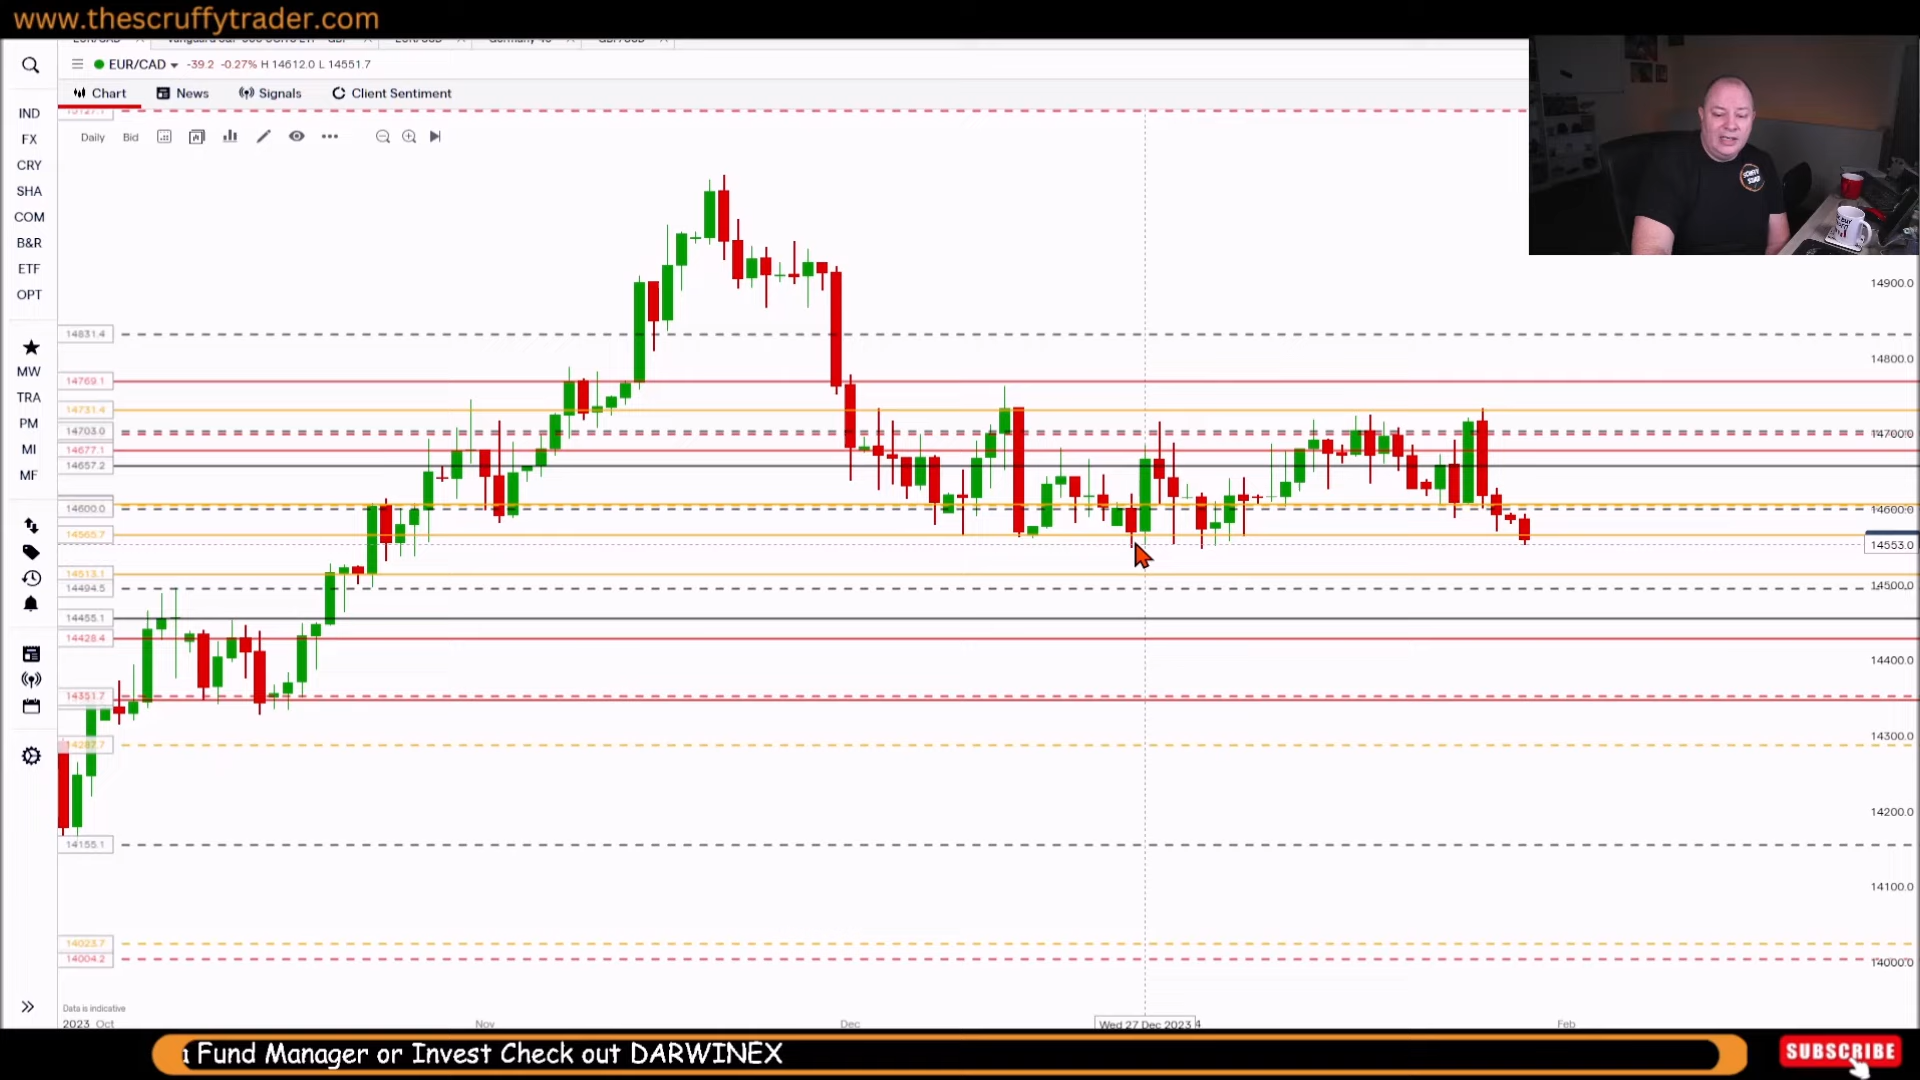 www.thescruffytrader.com
EUR/CAD -39.2 -0.27% H 14612.0 L 14551.7
Chart News Signals Client Sentiment
Daily Bid
IND
FX
CRY
SHA
COM
B&R
ETF
OPT
MW
TRA
PM
MI
MF
14831.4
14769.1
14731.4
14703.0
14677.1
14657.2
14600.0
14565.7
14513.1
14494.5
14455.1
14428.4
14351.7
14287.7
14155.1
14023.7
14004.2
14900.0
14800.0
14700.0
14600.0
14553.0
14500.0
14400.0
14300.0
14200.0
14100.0
14000.0
Data is indicative
2023 Oct Nov Dec Wed 27 Dec 2023 Feb
Fund Manager or Invest Check out DARWINEX
SUBSCRIBE